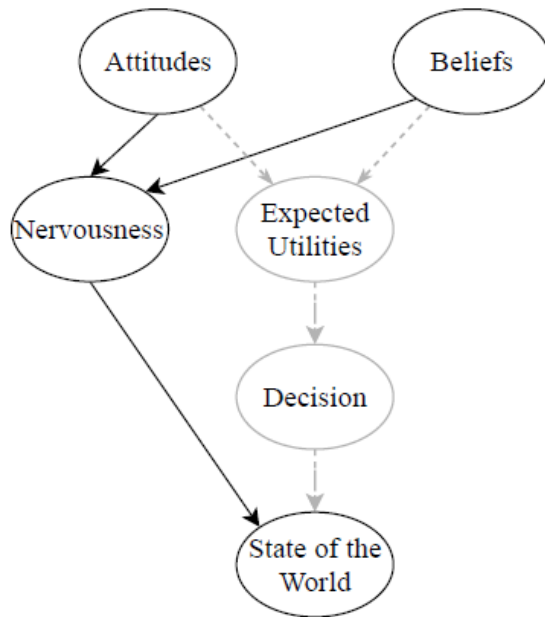 Attitudes
Beliefs
Nervousness
Expected
Utilities
Decision
State of the
World